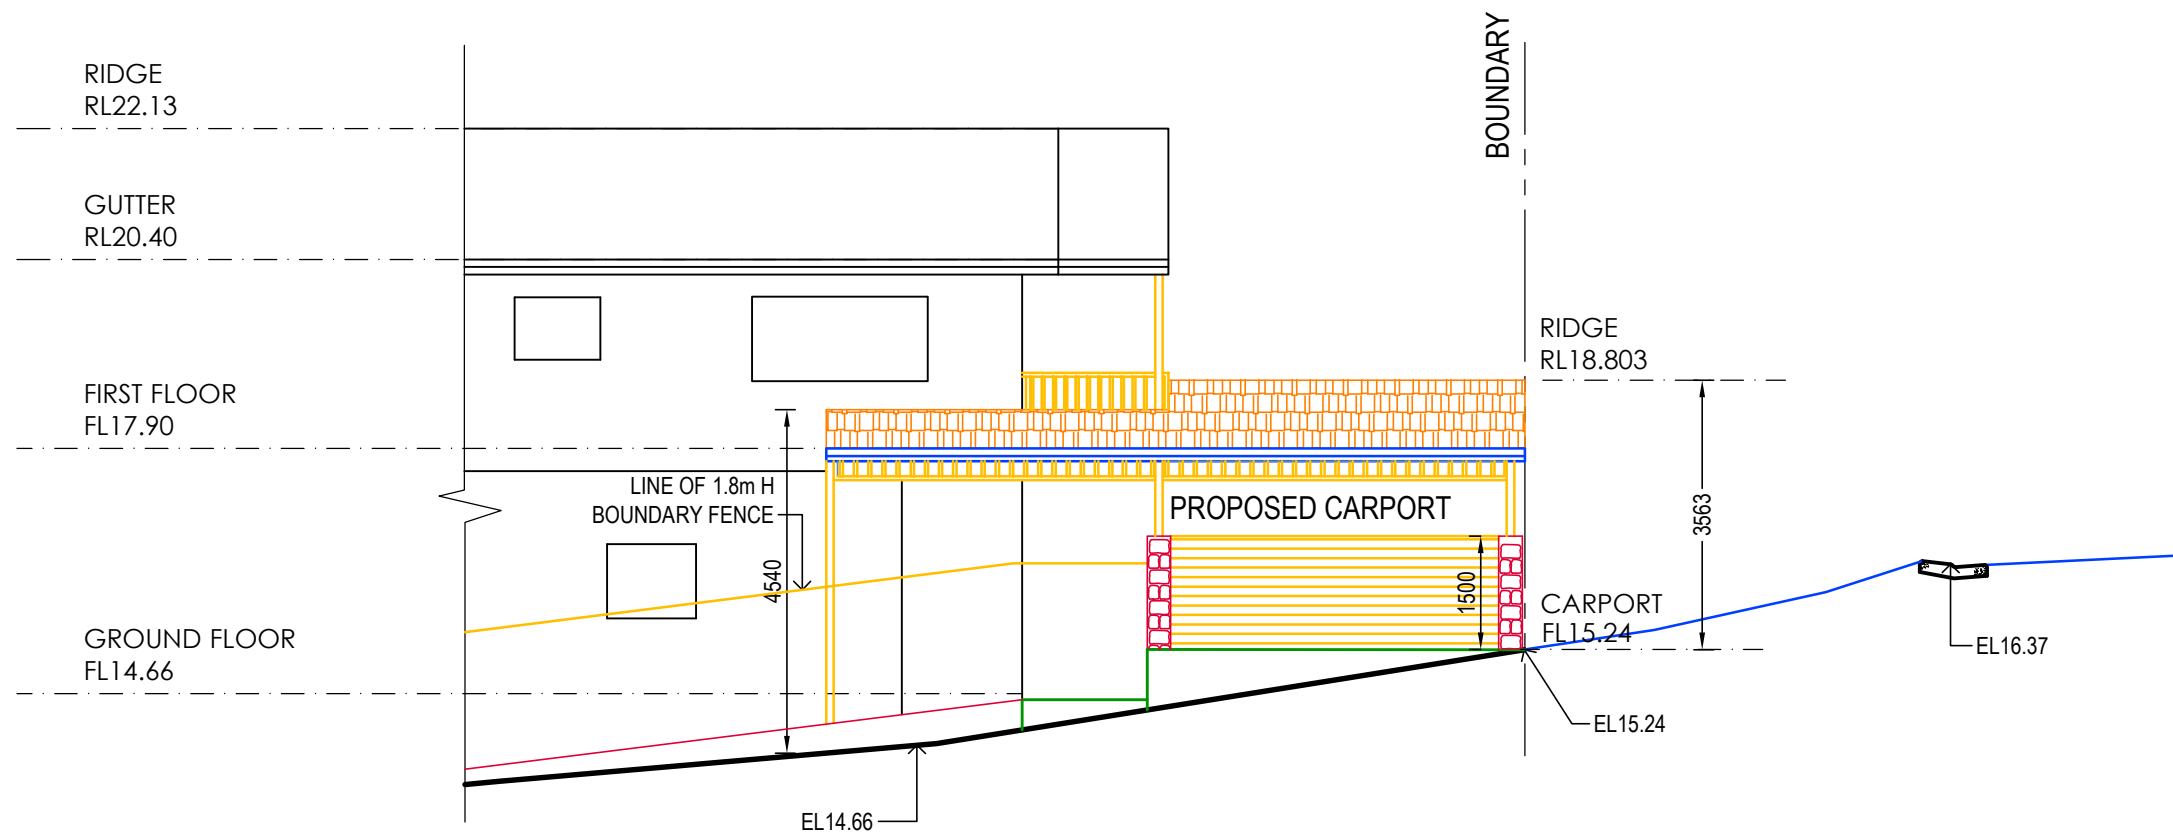 RIDGE
RL22.13
GUTTER
RL20.40
FIRST FLOOR
FL17.90
GROUND FLOOR
FL14.66
BOUNDARY
RIDGE
RL18.803
LINE OF 1.8m H
BOUNDARY FENCE
4540
PROPOSED CARPORT
1500
3563
CARPORT
FL15.24
EL16.37
EL15.24
EL14.66